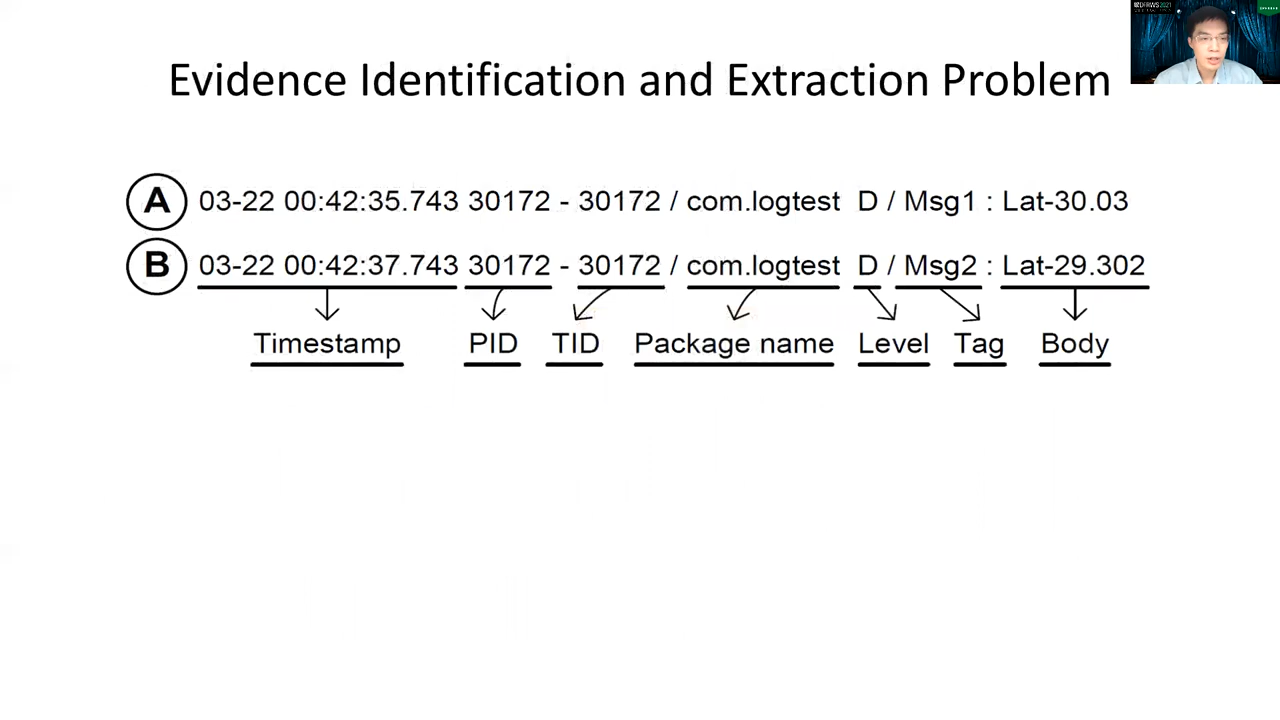 Evidence Identification and Extraction Problem
A 03-22 00:42:35.743 30172 - 30172 / com.logtest D / Msg1 : Lat-30.03
B 03-22 00:42:37.743 30172 - 30172 / com.logtest D / Msg2 : Lat-29.302
Timestamp PID TID Package name Level Tag Body
DFRWS 2021